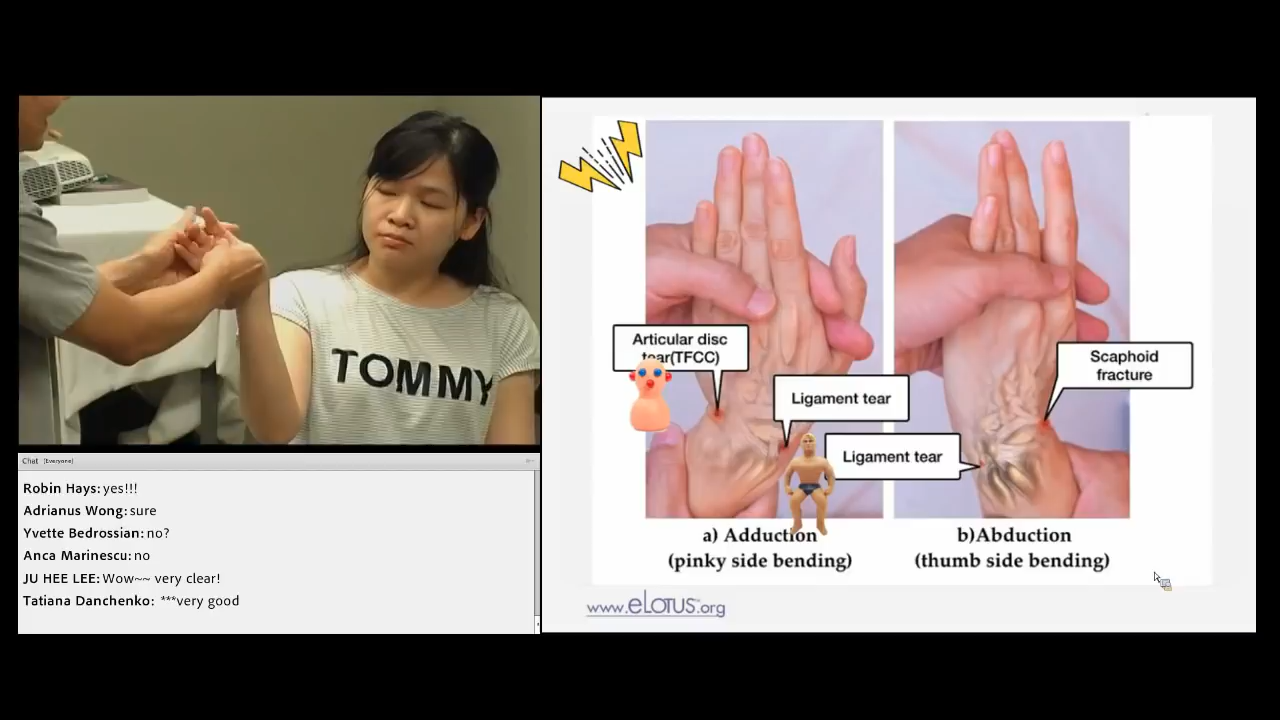 TOMMY
Chat (Everyone)
Robin Hays: yes!!!
Adrianus Wong: sure
Yvette Bedrossian: no?
Anca Marinescu: no
JU HEE LEE: Wow~~ very clear!
Tatiana Danchenko: ***very good
Articular disc
tear(TFCC)
Ligament tear
Ligament tear
Scaphoid
fracture
a) Adduction
(pinky side bending)
b)Abduction
(thumb side bending)
www.eLOTUS.org